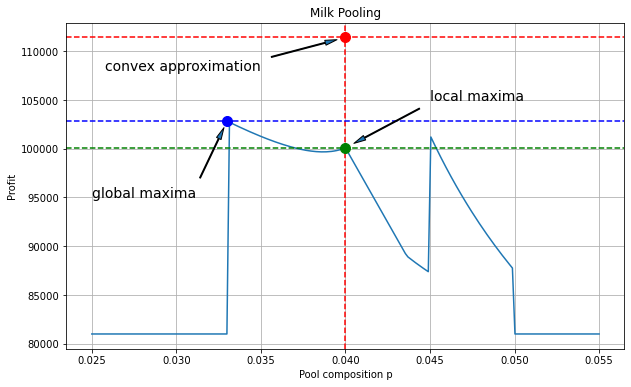 Milk Pooling
110000
convex approximation
105000
local maxima
100000
global maxima
95000
90000
85000
80000
Profit
0.025 0.030 0.035 0.040 0.045 0.050 0.055
Pool composition p